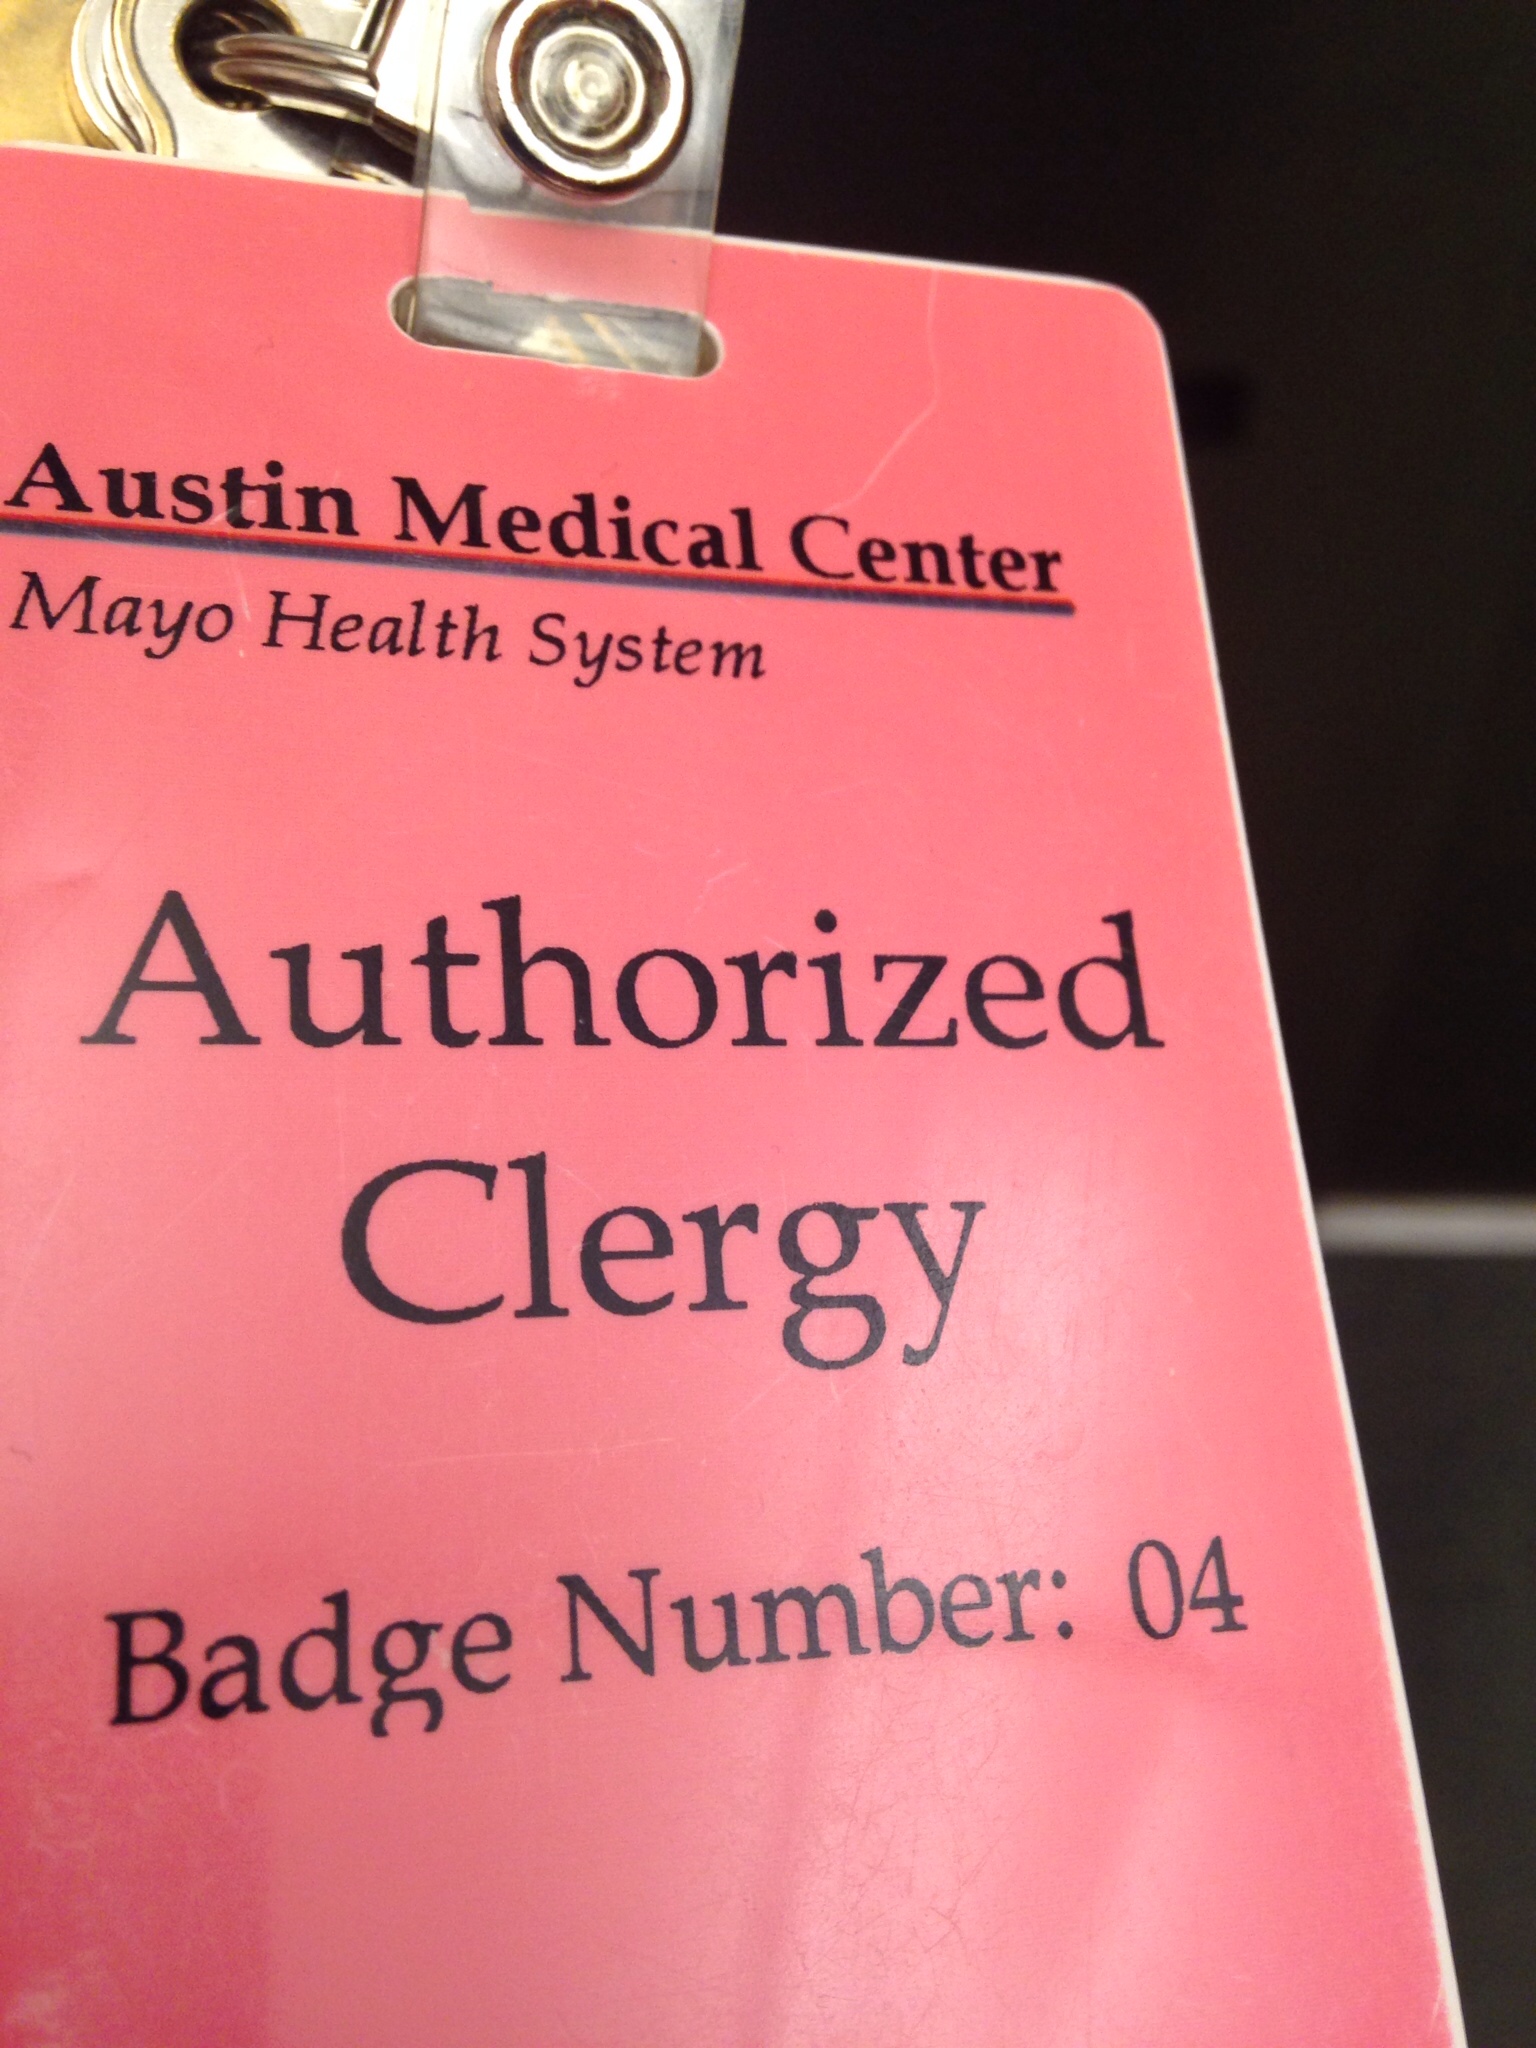 Austin Medical Center
Mayo Health System
Authorized
Clergy
Badge Number: 04